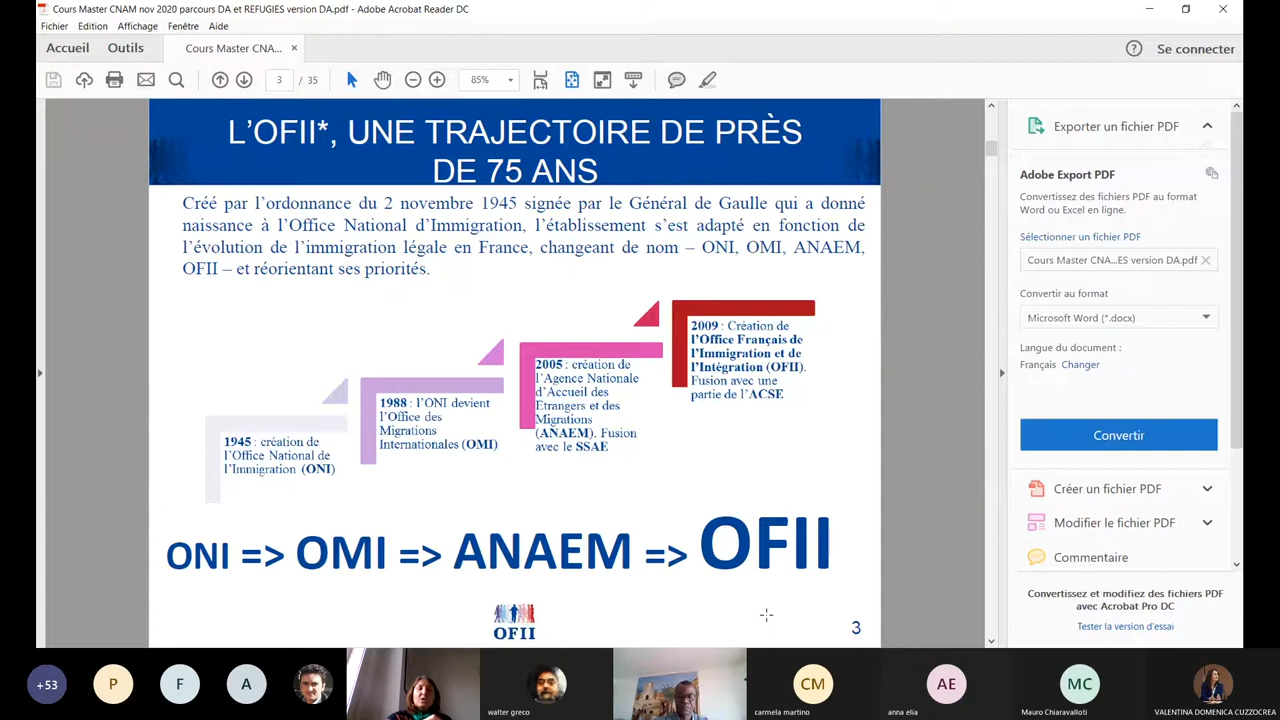 Cours Master CNAM nov 2020 parcours DA et REFUGIES version DA.pdf - Adobe Acrobat Reader DC
Fichier Edition Affichage Fenêtre Aide
Accueil Outils Cours Master CNA... × Se connecter
3 / 35 85%
L'OFII*, UNE TRAJECTOIRE DE PRÈS
DE 75 ANS
Créé par l'ordonnance du 2 novembre 1945 signée par le Général de Gaulle qui a donné
naissance à l'Office National d'Immigration, l'établissement s'est adapté en fonction de
l'évolution de l'immigration légale en France, changeant de nom – ONI, OMI, ANAEM,
OFII – et réorientant ses priorités.
1945 : création de
l'Office National de
l'Immigration (ONI)
1988 : l'ONI devient
l'Office des
Migrations
Internationales (OMI)
2005 : création de
l'Agence Nationale
d'Accueil des
Etrangers et des
Migrations
(ANAEM). Fusion
avec le SSAE
2009 : Création de
l'Office Français de
l'Immigration et de
l'Intégration (OFII).
Fusion avec une
partie de l'ACSE
ONI => OMI => ANAEM => OFII
OFII
3
Exporter un fichier PDF
Adobe Export PDF
Convertissez des fichiers PDF au format
Word ou Excel en ligne.
Sélectionner un fichier PDF
Cours Master CNA...ES version DA.pdf ×
Convertir au format
Microsoft Word (*.docx)
Langue du document :
Français Changer
Convertir
Créer un fichier PDF
Modifier le fichier PDF
Commentaire
Convertissez et modifiez des fichiers PDF
avec Acrobat Pro DC
Tester la version d'essai
+53 P F A CM AE MC
walter greco carmela martino anna elia Mauro Chiaravalloti VALENTINA DOMENICA CUZZOCREA